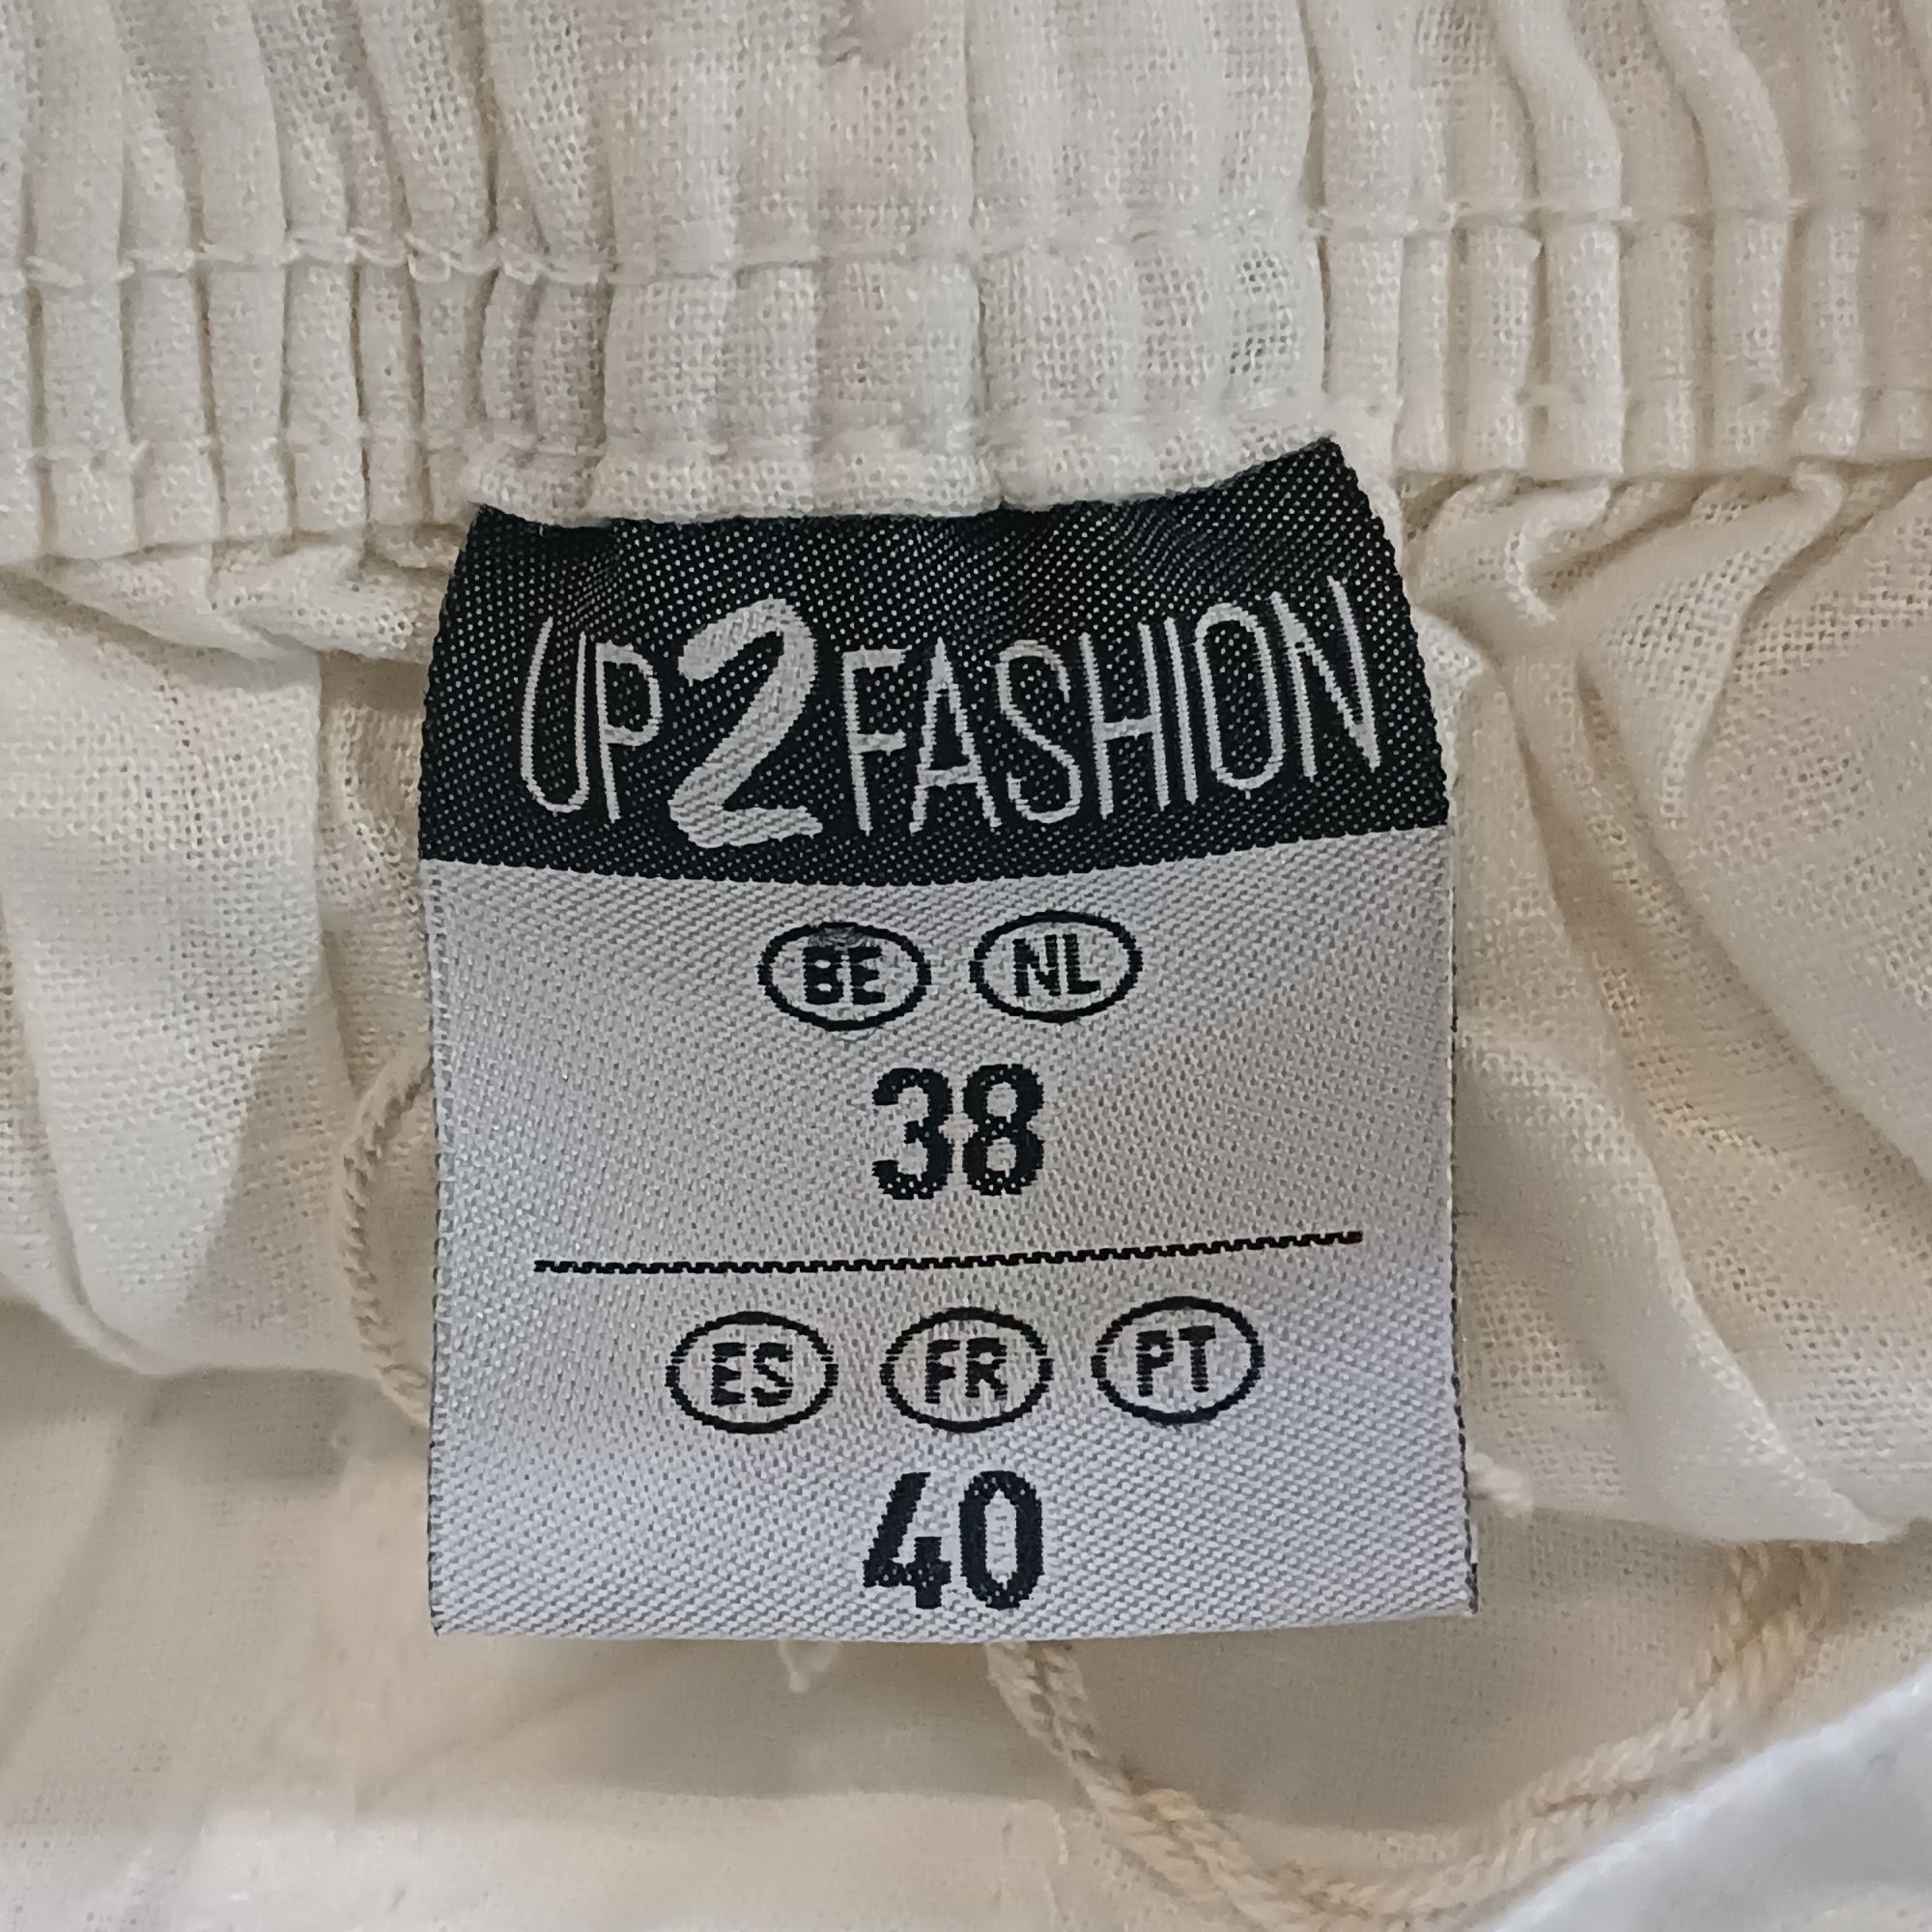 UP2FASHION
BE NL
38
ES FR PT
40